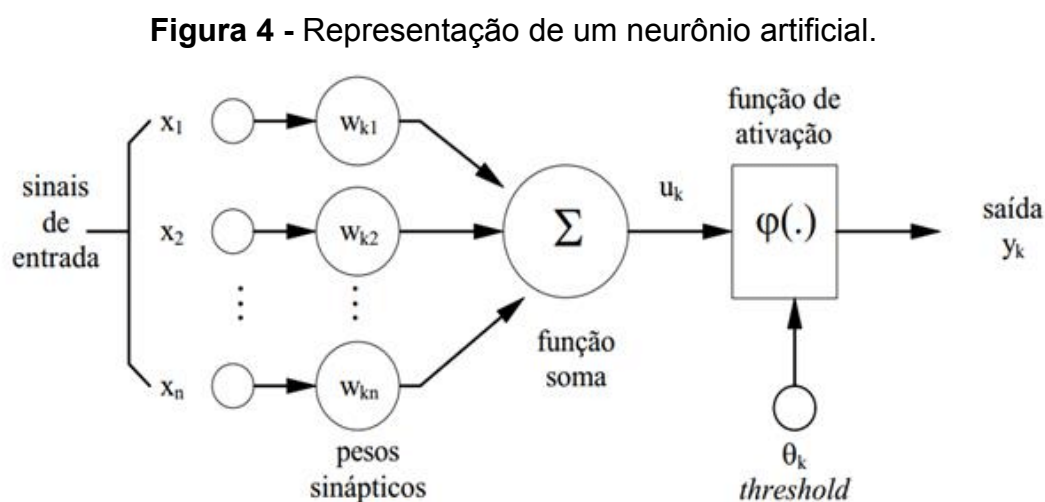 Figura 4 - Representação de um neurônio artificial.
sinais
de
entrada
x₁
x₂
⋮
xₙ
wₖ₁
wₖ₂
⋮
wₖₙ
pesos
sinápticos
Σ
função
soma
uₖ
função de
ativação
φ(.)
θₖ
threshold
saída
yₖ